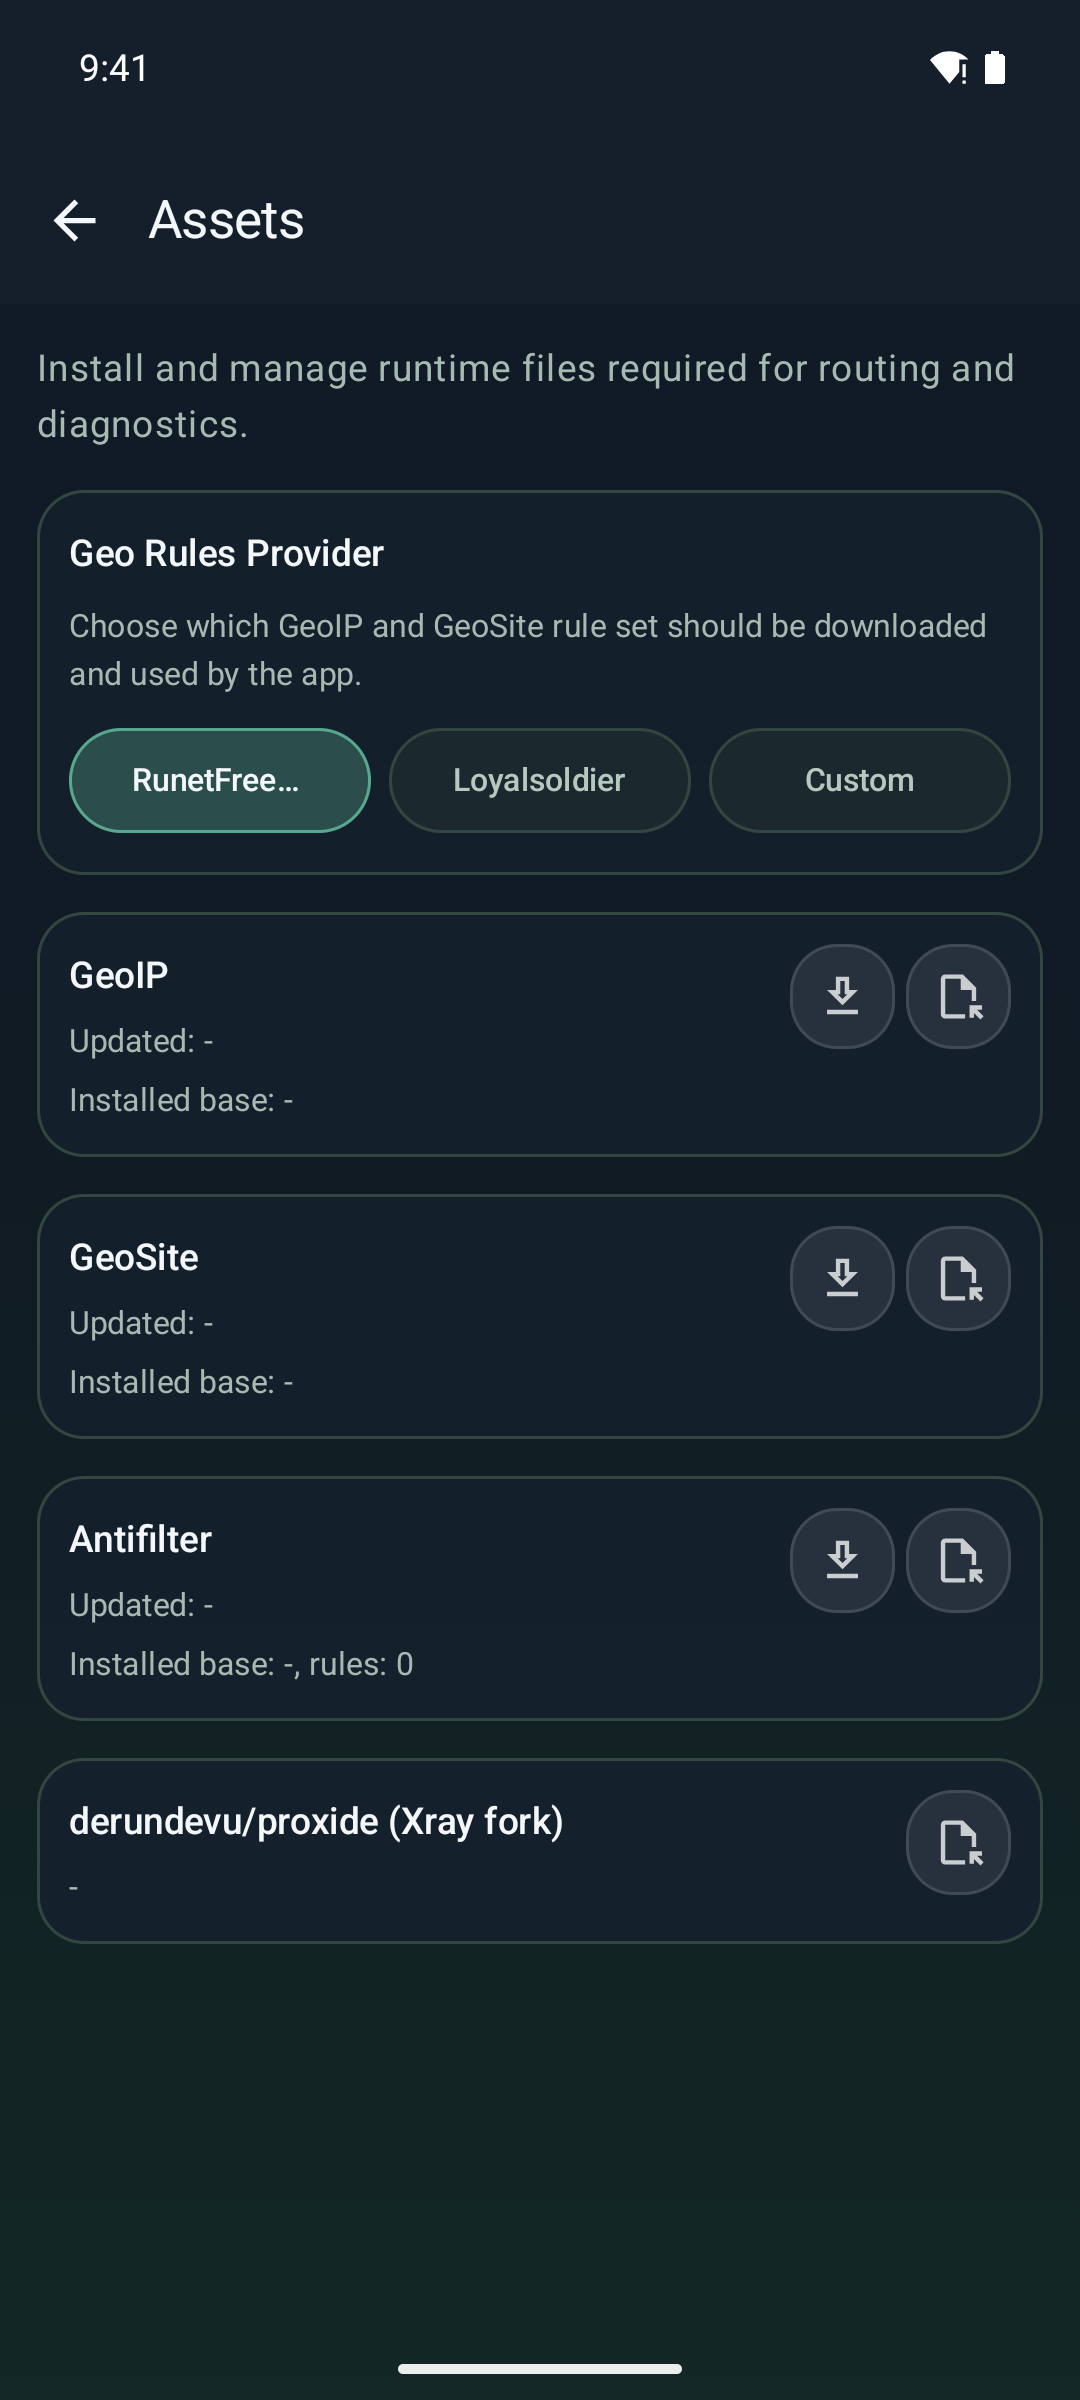 9:41
Assets
Install and manage runtime files required for routing and
diagnostics.
Geo Rules Provider
Choose which GeoIP and GeoSite rule set should be downloaded
and used by the app.
RunetFree...
Loyalsoldier
Custom
GeoIP
Updated: -
Installed base: -
GeoSite
Updated: -
Installed base: -
Antifilter
Updated: -
Installed base: -, rules: 0
derundevu/proxide (Xray fork)
-